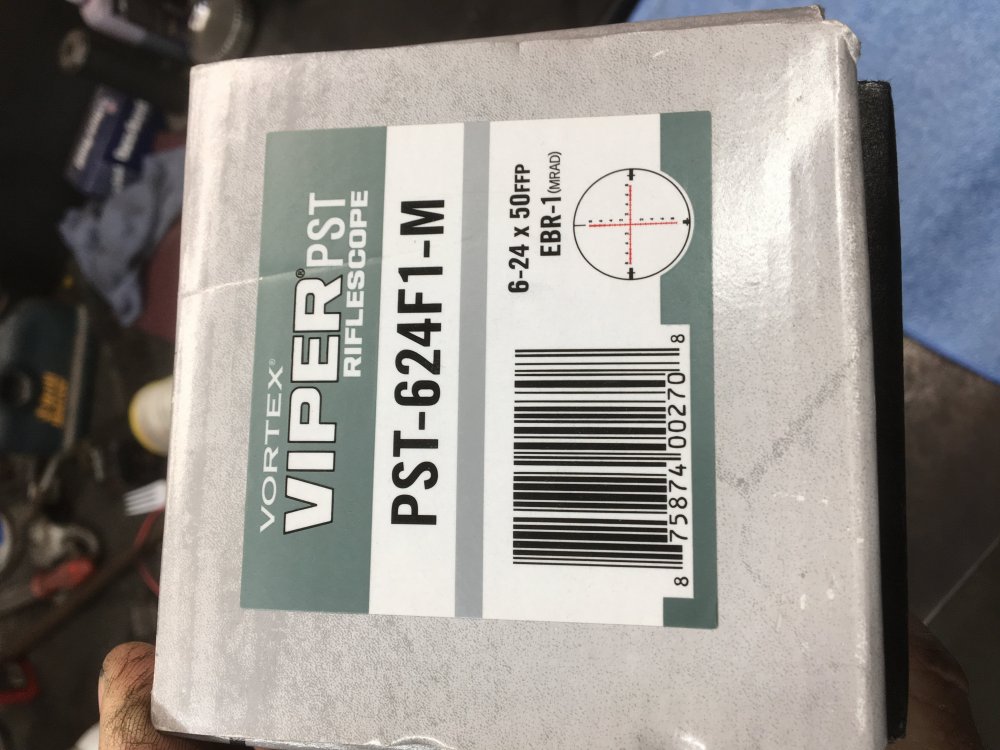 VORTEX®
VIPER® PST
RIFLESCOPE
PST-624F1-M
6-24 x 50FFP
EBR-1(MRAD)
8 75874 00270 8